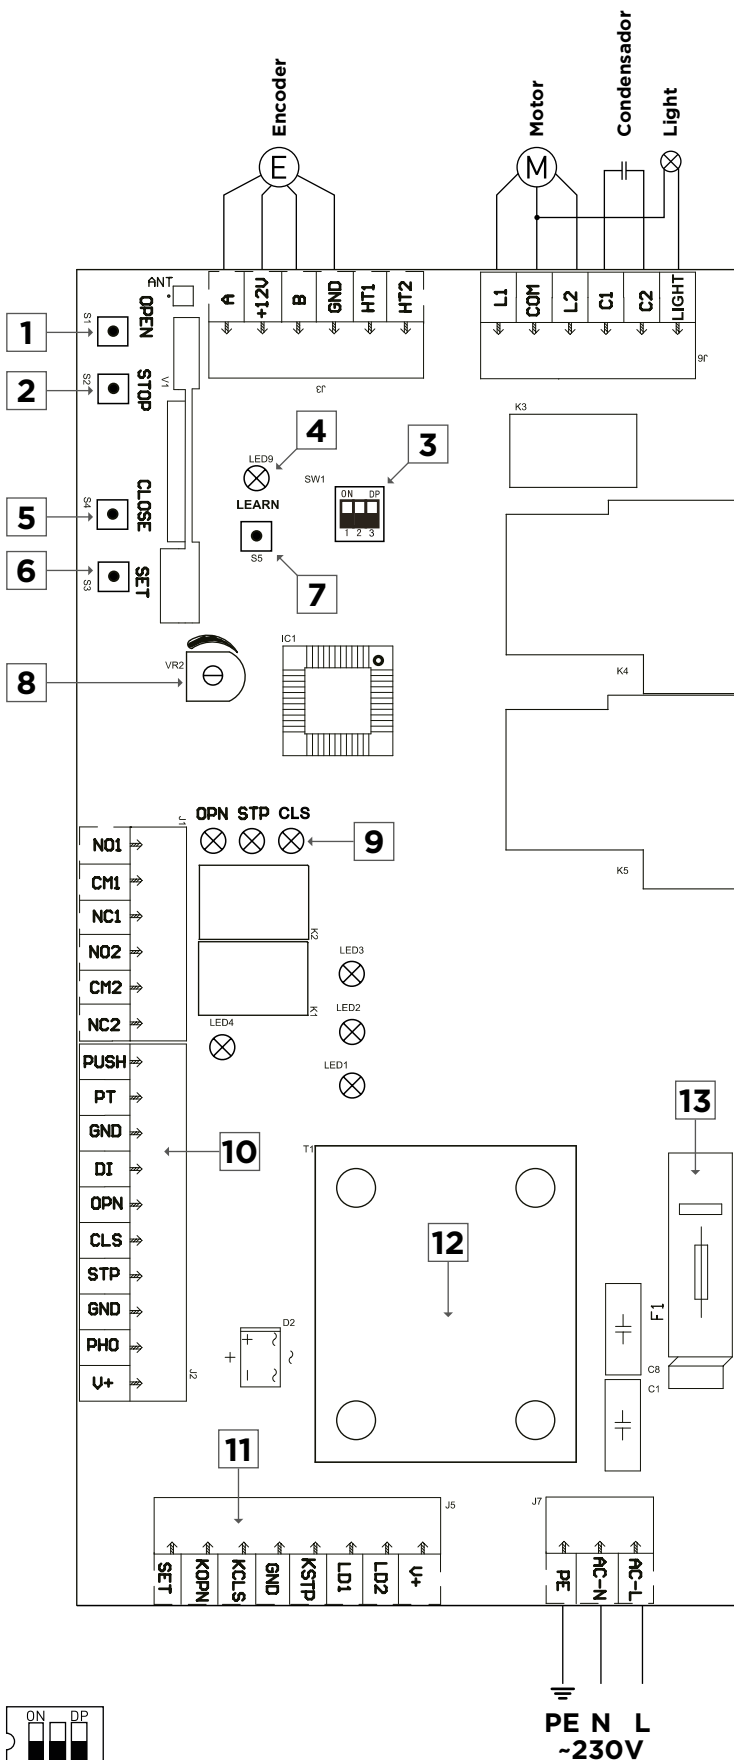 Encoder
Motor
Condensador
Light
E
M
ANT
A
+12V
B
GND
HT1
HT2
L1
COM
L2
C1
C2
LIGHT
J3
J6
1
S1
OPEN
2
S2
STOP
V1
K3
4
3
LED9
SW1
ON DP
1 2 3
LEARN
5
S4
CLOSE
S5
6
S3
SET
7
IC1
8
VR2
K4
OPN STP CLS
9
J1
NO1
CM1
NC1
NO2
CM2
NC2
K5
K2
K1
LED3
LED2
LED4
LED1
PUSH
PT
GND
DI
OPN
CLS
STP
GND
PHO
V+
J2
10
13
T1
12
F1
D2
+ ~
+ ~
-
C8
C1
11
J5
SET
KOPN
KCLS
GND
KSTP
LD1
LD2
V+
J7
PE
AC-N
AC-L
PE N L
~230V
ON DP